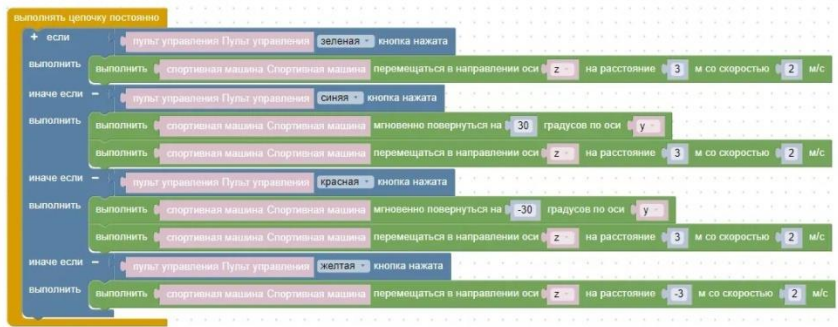 выполнять цепочку постоянно
+ если пульт управления Пульт управления зеленая кнопка нажата
выполнить выполнить спортивная машина Спортивная машина перемещаться в направлении оси z на расстояние 3 м со скоростью 2 м/с
иначе если - пульт управления Пульт управления синяя кнопка нажата
выполнить выполнить спортивная машина Спортивная машина мгновенно повернуться на 30 градусов по оси y
выполнить спортивная машина Спортивная машина перемещаться в направлении оси z на расстояние 3 м со скоростью 2 м/с
иначе если - пульт управления Пульт управления красная кнопка нажата
выполнить выполнить спортивная машина Спортивная машина мгновенно повернуться на -30 градусов по оси y
выполнить спортивная машина Спортивная машина перемещаться в направлении оси z на расстояние 3 м со скоростью 2 м/с
иначе если - пульт управления Пульт управления желтая кнопка нажата
выполнить выполнить спортивная машина Спортивная машина перемещаться в направлении оси z на расстояние -3 м со скоростью 2 м/с